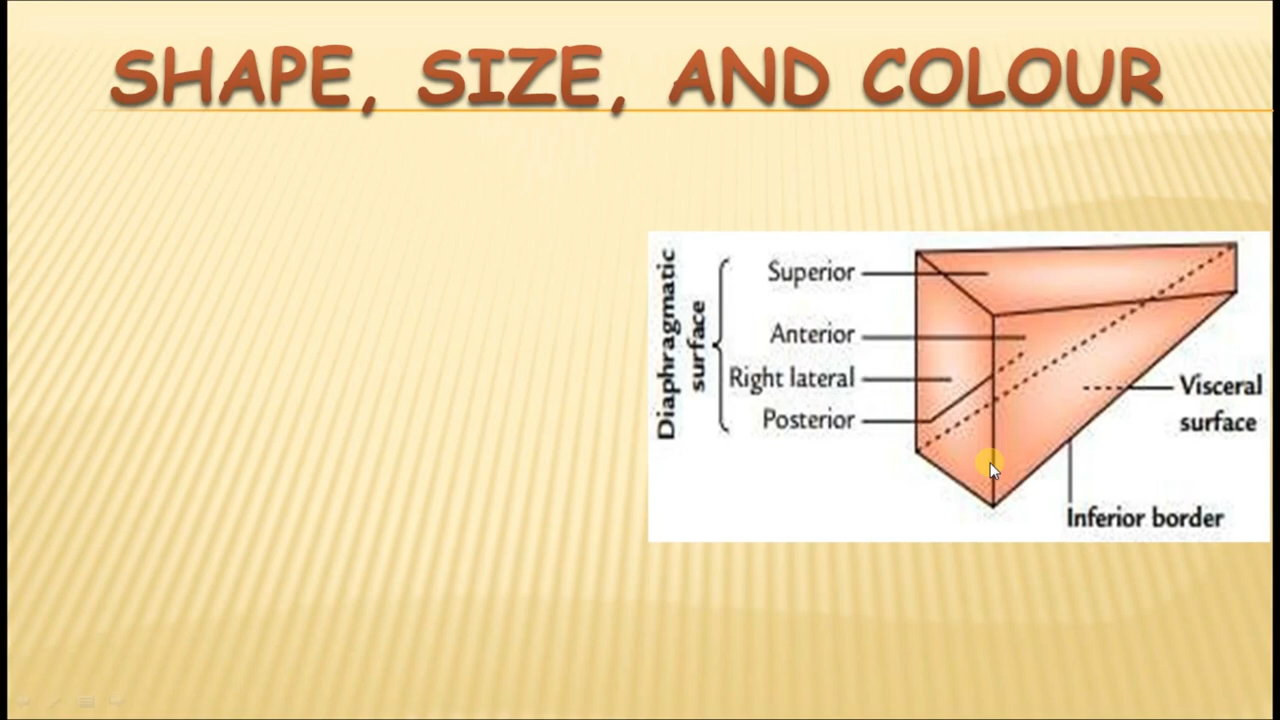 SHAPE, SIZE, AND COLOUR
Diaphragmatic
surface
Superior
Anterior
Right lateral
Posterior
Visceral
surface
Inferior border